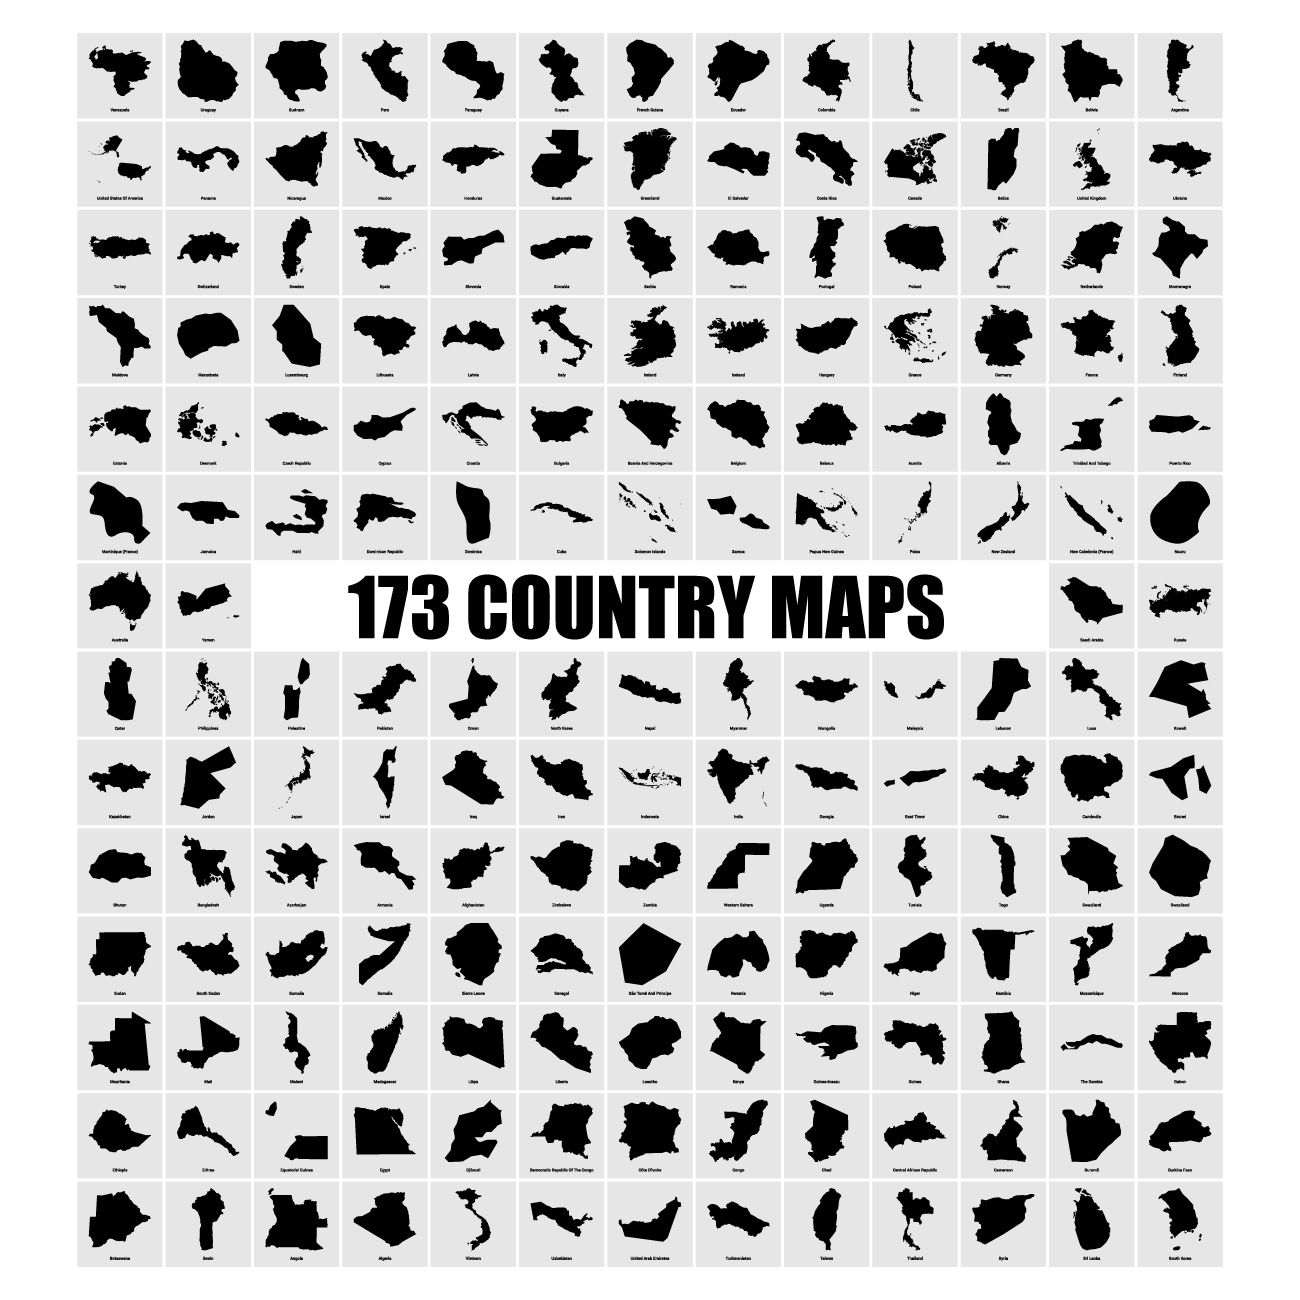 Venezuela Uruguay Surinam Peru Paraguay Guyana French Guiana Ecuador Colombia Chile Brazil Bolivia Argentina
United States Of America Panama Nicaragua Mexico Honduras Guatemala Greenland El Salvador Costa Rica Canada Belize United Kingdom Ukraine
Turkey Switzerland Sweden Spain Slovenia Slovakia Serbia Romania Portugal Poland Norway Netherlands Montenegro
Moldova Macedonia Luxembourg Lithuania Latvia Italy Ireland Iceland Hungary Greece Germany France Finland
Estonia Denmark Czech Republic Cyprus Croatia Bulgaria Bosnia And Herzegovina Belgium Belarus Austria Albania Trinidad And Tobago Puerto Rico
Martinique (France) Jamaica Haiti Dominican Republic Dominica Cuba Solomon Islands Samoa Papua New Guinea Palau New Zealand New Caledonia (France) Nauru
Australia Yemen 173 COUNTRY MAPS Saudi Arabia Russia
Qatar Philippines Palestine Pakistan Oman North Korea Nepal Myanmar Mongolia Malaysia Lebanon Laos Kuwait
Kazakhstan Jordan Japan Israel Iraq Iran Indonesia India Georgia East Timor China Cambodia Brunei
Bhutan Bangladesh Azerbaijan Armenia Afghanistan Zimbabwe Zambia Western Sahara Uganda Tunisia Togo Swaziland Swaziland
Sudan South Sudan Somalia Somalia Sierra Leone Senegal São Tomé And Príncipe Rwanda Nigeria Niger Namibia Mozambique Morocco
Mauritania Mali Malawi Madagascar Libya Liberia Lesotho Kenya Guinea-bissau Guinea Ghana The Gambia Gabon
Ethiopia Eritrea Equatorial Guinea Egypt Djibouti Democratic Republic Of The Congo Côte D'Ivoire Congo Chad Central African Republic Cameroon Burundi Burkina Faso
Botswana Benin Angola Algeria Vietnam Uzbekistan United Arab Emirates Turkmenistan Taiwan Thailand Syria Sri Lanka South Korea